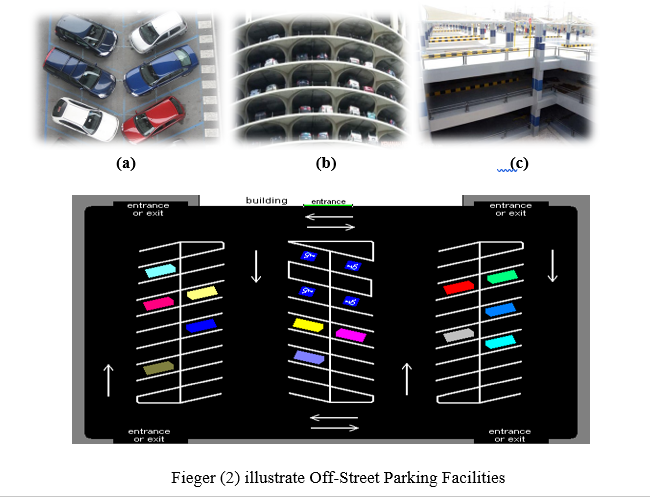 (a)
(b)
(c)
entrance
or exit
building
entrance
entrance
or exit
entrance
or exit
entrance
or exit
Fieger (2) illustrate Off-Street Parking Facilities